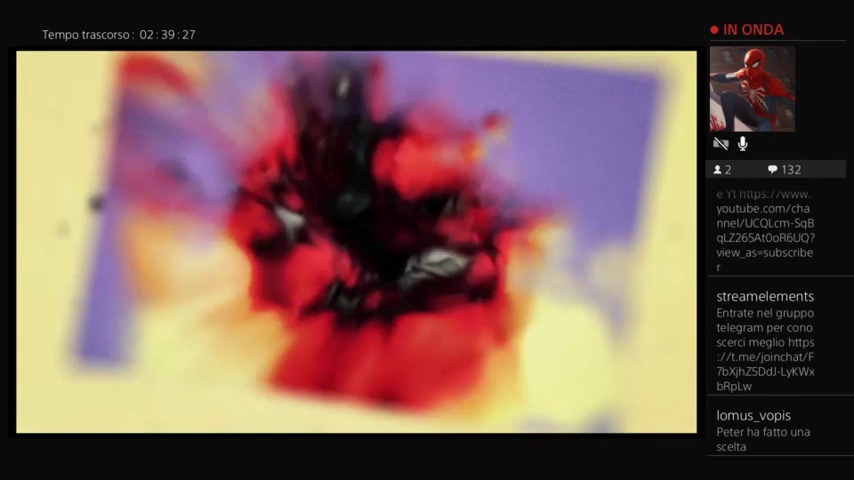 Tempo trascorso: 02:39:27
IN ONDA
2 132
e Yt https://www.
youtube.com/cha
nnel/UCQLcm-SqB
qLZ265At0oR6UQ?
view_as=subscribe
r
streamelements
Entrate nel gruppo
telegram per cono
scerci meglio https
://t.me/joinchat/F
7bXjhZ5DdJ-LyKWx
bRpLw
lomus_vopis
Peter ha fatto una
scelta